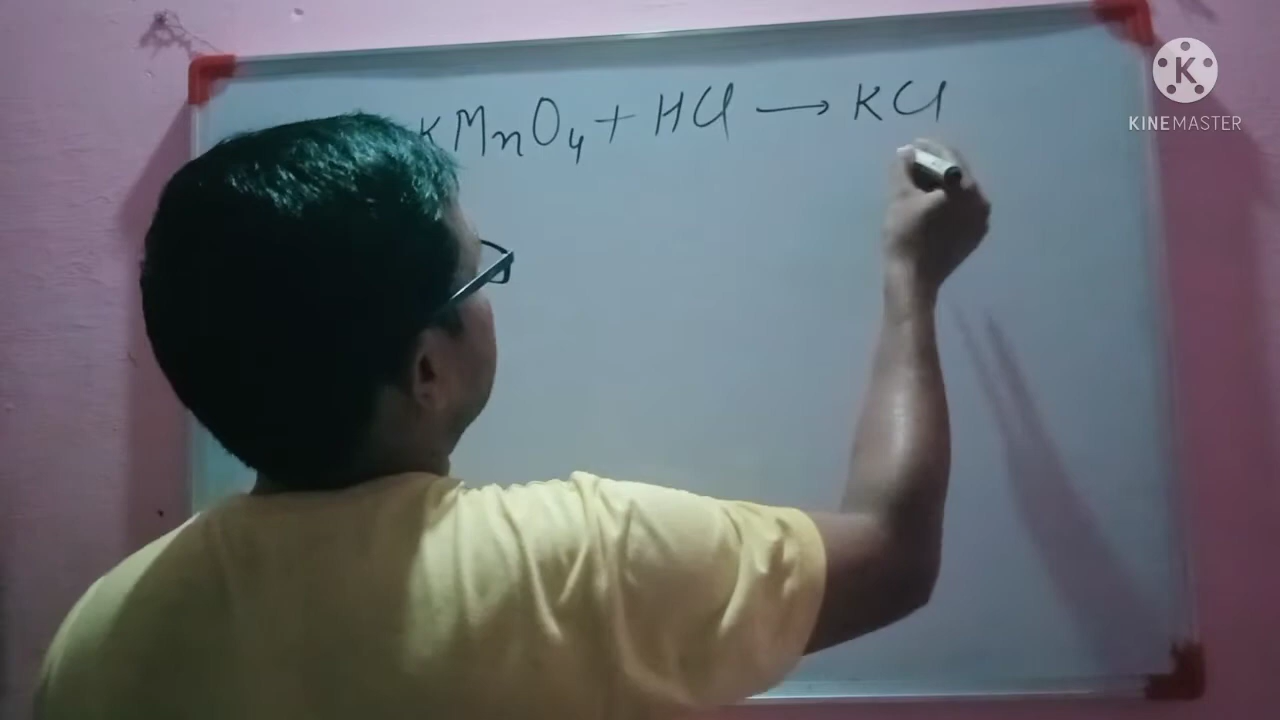 KMnO₄ + HCl ⟶ KCl
K
KINEMASTER